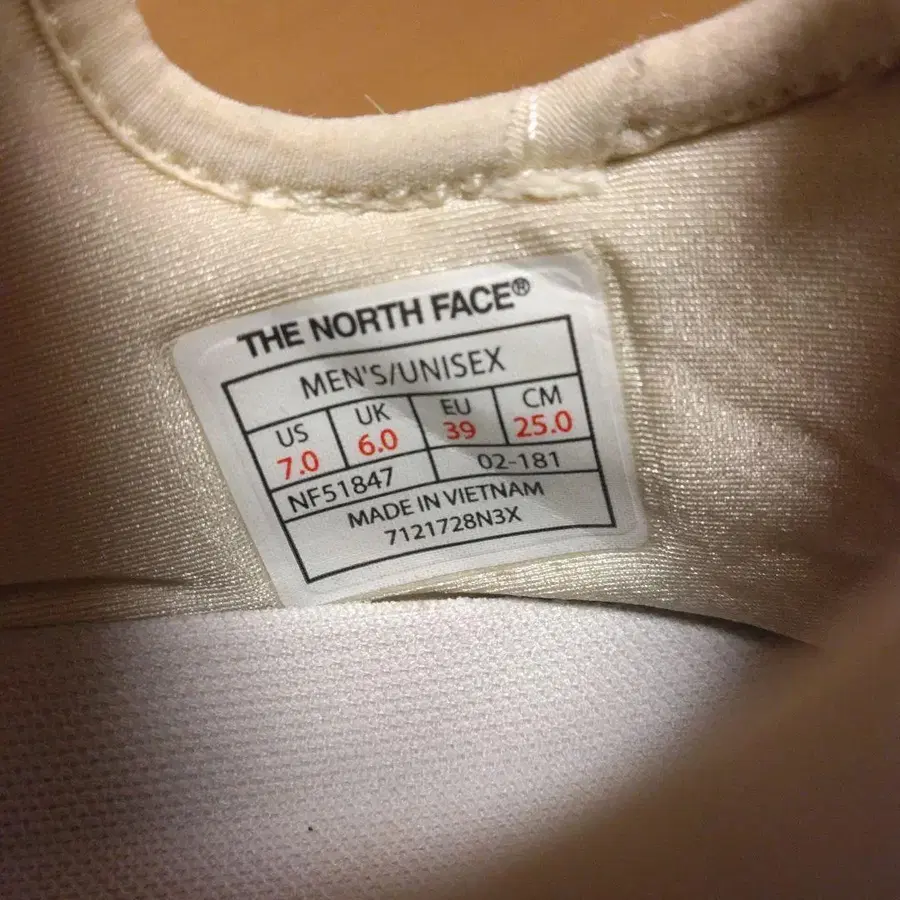 THE NORTH FACE®
MEN'S/UNISEX
US UK EU CM
7.0 6.0 39 25.0
NF51847 02-181
MADE IN VIETNAM
7121728N3X